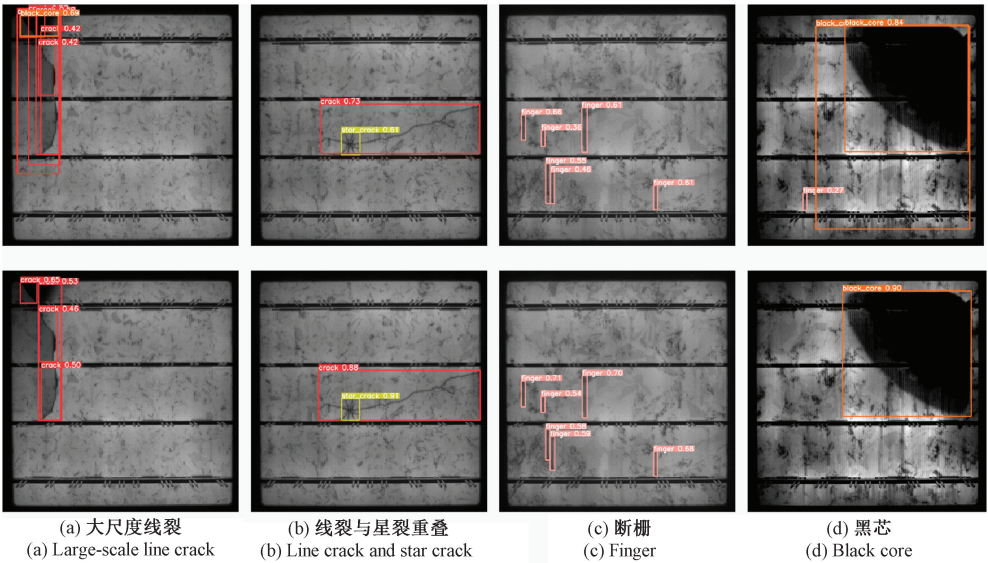 black_core 0.69
crack 0.42
crack 0.42
crack 0.73
star_crack 0.61
finger 0.61
finger 0.66
finger 0.36
finger 0.46
finger 0.61
black_core 0.84
finger 0.27
crack 0.65
0.53
crack 0.46
crack 0.50
crack 0.88
star_crack 0.91
finger 0.70
finger 0.71
finger 0.54
finger 0.58
finger 0.59
finger 0.68
black_core 0.90
(a) 大尺度线裂
(b) 线裂与星裂重叠
(c) 断栅
(d) 黑芯
(a) Large-scale line crack
(b) Line crack and star crack
(c) Finger
(d) Black core